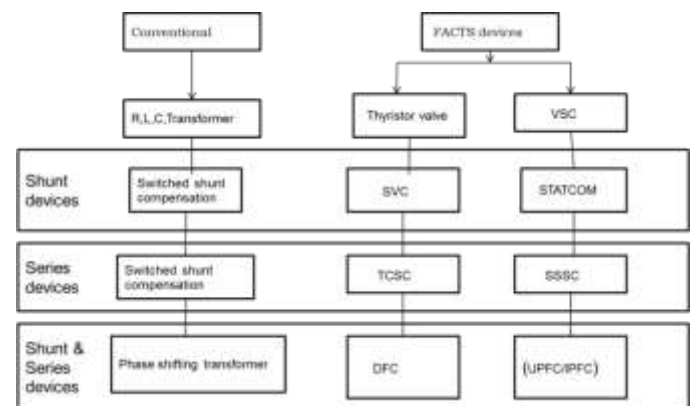 Conventional
FACTS devices
R,L,C,Transformer
Thyristor valve
VSC
Shunt
devices
Switched shunt
compensation
SVC
STATCOM
Series
devices
Switched shunt
compensation
TCSC
SSSC
Shunt &
Series
devices
Phase shifting transformer
DFC
(UPFC/IPFC)